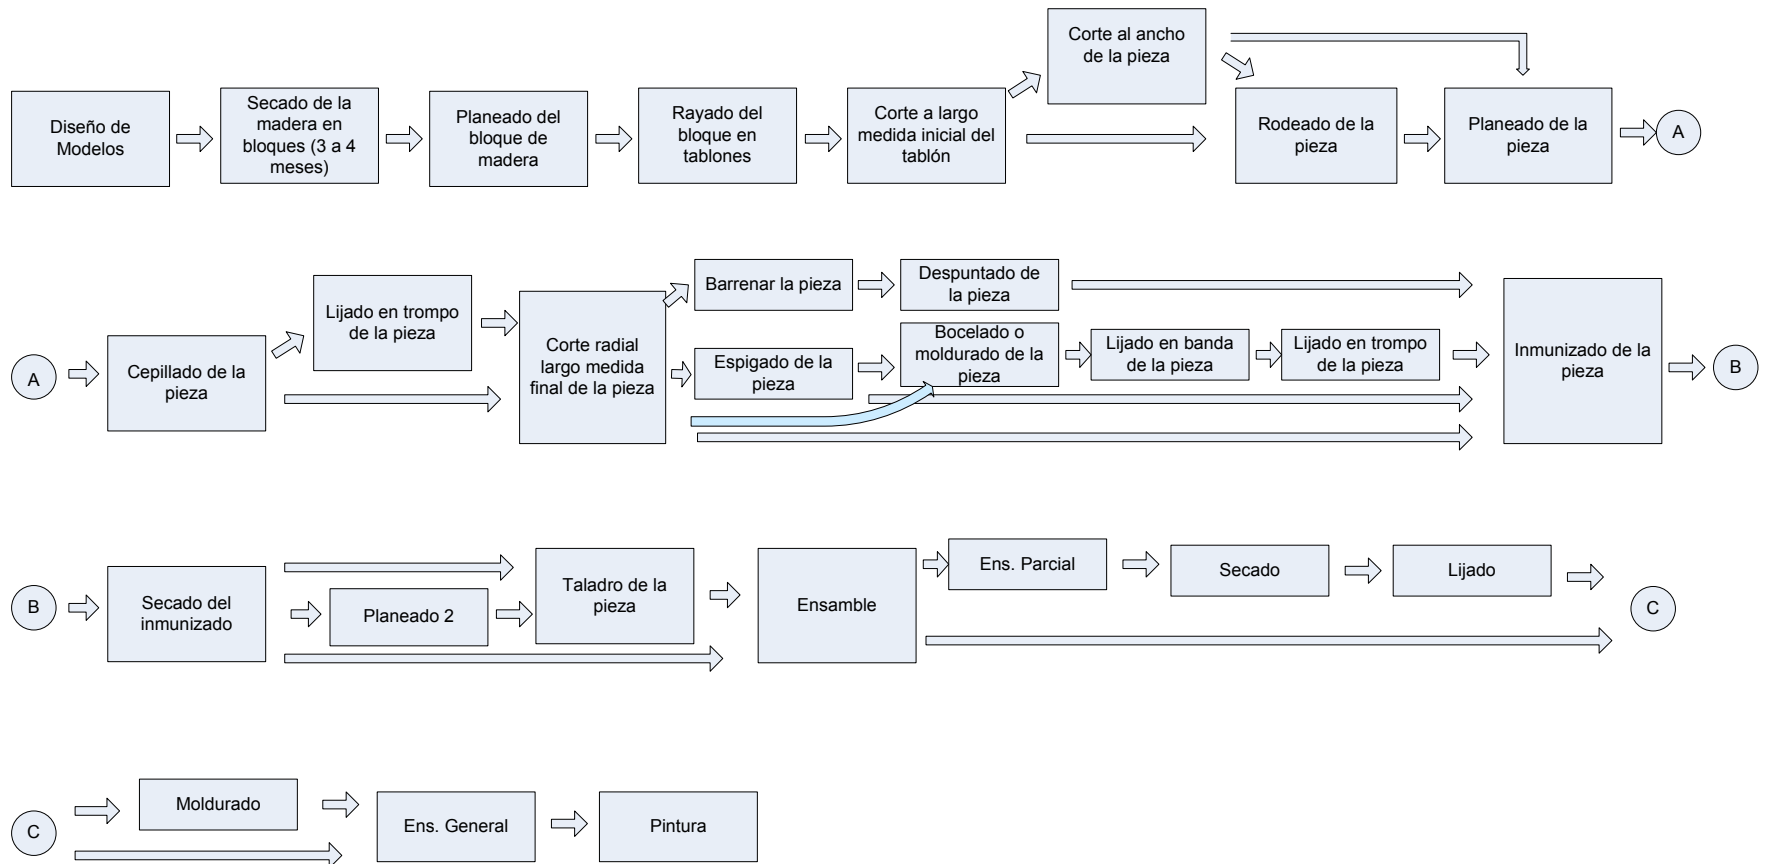 Diseño de
Modelos
Secado de la
madera en
bloques (3 a 4
meses)
Planeado del
bloque de
madera
Rayado del
bloque en
tablones
Corte a largo
medida inicial del
tablón
Corte al ancho
de la pieza
Rodeado de la
pieza
Planeado de la
pieza
A
A
Cepillado de la
pieza
Lijado en trompo
de la pieza
Corte radial
largo medida
final de la pieza
Barrenar la pieza
Despuntado de
la pieza
Espigado de la
pieza
Bocelado o
moldurado de la
pieza
Lijado en banda
de la pieza
Lijado en trompo
de la pieza
Inmunizado de la
pieza
B
B
Secado del
inmunizado
Planeado 2
Taladro de la
pieza
Ensamble
Ens. Parcial
Secado
Lijado
C
C
Moldurado
Ens. General
Pintura